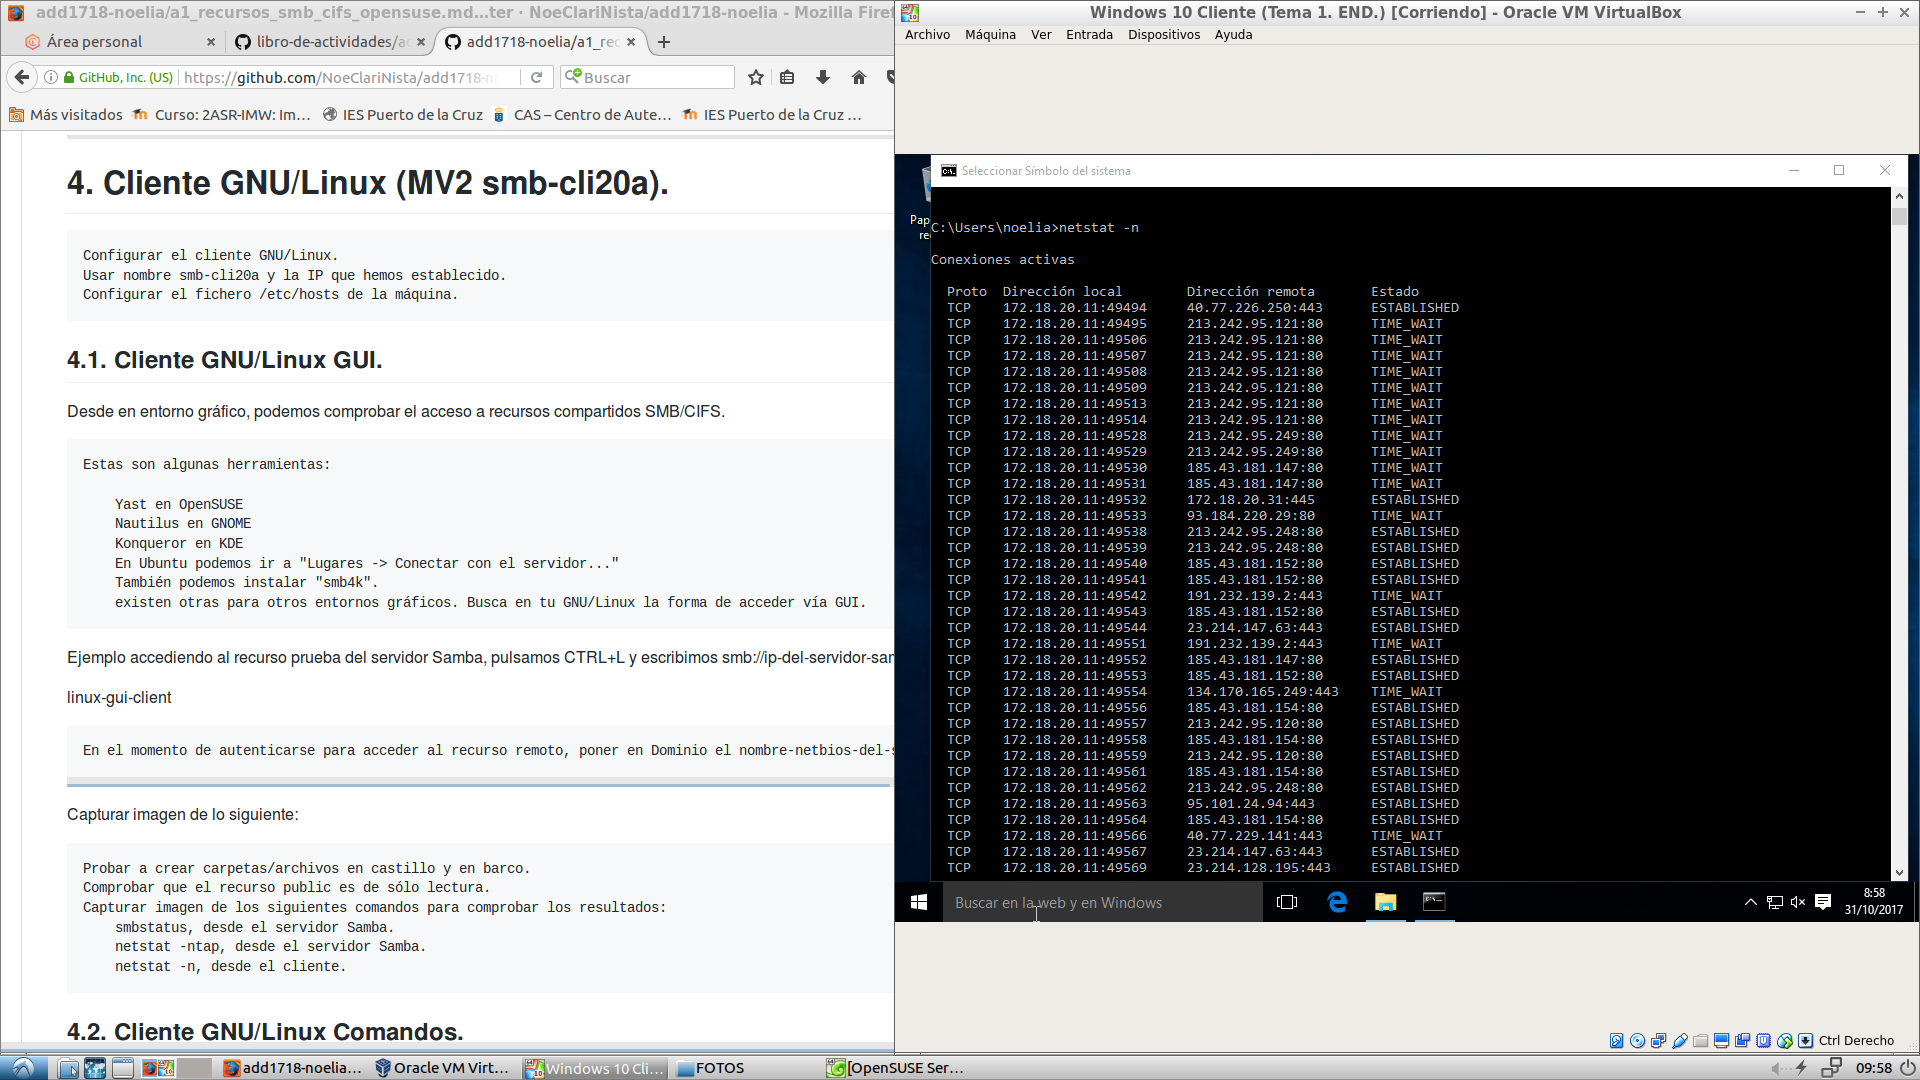 add1718-noelia/a1_recursos_smb_cifs_opensuse.md...ter · NoeClariNista/add1718-noelia - Mozilla Firef
Área personal
libro-de-actividades/a
add1718-noelia/a1_re
GitHub, Inc. (US)
https://github.com/NoeClariNista/add1718-n
Buscar
Más visitados
Curso: 2ASR-IMW: Im...
IES Puerto de la Cruz
CAS – Centro de Aute...
IES Puerto de la Cruz ...
4. Cliente GNU/Linux (MV2 smb-cli20a).
Configurar el cliente GNU/Linux.
Usar nombre smb-cli20a y la IP que hemos establecido.
Configurar el fichero /etc/hosts de la máquina.
4.1. Cliente GNU/Linux GUI.
Desde en entorno gráfico, podemos comprobar el acceso a recursos compartidos SMB/CIFS.
Estas son algunas herramientas:
Yast en OpenSUSE
Nautilus en GNOME
Konqueror en KDE
En Ubuntu podemos ir a "Lugares -> Conectar con el servidor..."
También podemos instalar "smb4k".
existen otras para otros entornos gráficos. Busca en tu GNU/Linux la forma de acceder vía GUI.
Ejemplo accediendo al recurso prueba del servidor Samba, pulsamos CTRL+L y escribimos smb://ip-del-servidor-sar
linux-gui-client
En el momento de autenticarse para acceder al recurso remoto, poner en Dominio el nombre-netbios-del-s
Capturar imagen de lo siguiente:
Probar a crear carpetas/archivos en castillo y en barco.
Comprobar que el recurso public es de sólo lectura.
Capturar imagen de los siguientes comandos para comprobar los resultados:
smbstatus, desde el servidor Samba.
netstat -ntap, desde el servidor Samba.
netstat -n, desde el cliente.
4.2. Cliente GNU/Linux Comandos.
Windows 10 Cliente (Tema 1. END.) [Corriendo] - Oracle VM VirtualBox
Archivo Máquina Ver Entrada Dispositivos Ayuda
Pap
re
Seleccionar Símbolo del sistema
C:\Users\noelia>netstat -n
Conexiones activas
Proto Dirección local Dirección remota Estado
TCP 172.18.20.11:49494 40.77.226.250:443 ESTABLISHED
TCP 172.18.20.11:49495 213.242.95.121:80 TIME_WAIT
TCP 172.18.20.11:49506 213.242.95.121:80 TIME_WAIT
TCP 172.18.20.11:49507 213.242.95.121:80 TIME_WAIT
TCP 172.18.20.11:49508 213.242.95.121:80 TIME_WAIT
TCP 172.18.20.11:49509 213.242.95.121:80 TIME_WAIT
TCP 172.18.20.11:49513 213.242.95.121:80 TIME_WAIT
TCP 172.18.20.11:49514 213.242.95.121:80 TIME_WAIT
TCP 172.18.20.11:49528 213.242.95.249:80 TIME_WAIT
TCP 172.18.20.11:49529 213.242.95.249:80 TIME_WAIT
TCP 172.18.20.11:49530 185.43.181.147:80 TIME_WAIT
TCP 172.18.20.11:49531 185.43.181.147:80 TIME_WAIT
TCP 172.18.20.11:49532 172.18.20.31:445 ESTABLISHED
TCP 172.18.20.11:49533 93.184.220.29:80 TIME_WAIT
TCP 172.18.20.11:49538 213.242.95.248:80 ESTABLISHED
TCP 172.18.20.11:49539 213.242.95.248:80 ESTABLISHED
TCP 172.18.20.11:49540 185.43.181.152:80 ESTABLISHED
TCP 172.18.20.11:49541 185.43.181.152:80 ESTABLISHED
TCP 172.18.20.11:49542 191.232.139.2:443 TIME_WAIT
TCP 172.18.20.11:49543 185.43.181.152:80 ESTABLISHED
TCP 172.18.20.11:49544 23.214.147.63:443 ESTABLISHED
TCP 172.18.20.11:49551 191.232.139.2:443 TIME_WAIT
TCP 172.18.20.11:49552 185.43.181.147:80 ESTABLISHED
TCP 172.18.20.11:49553 185.43.181.152:80 ESTABLISHED
TCP 172.18.20.11:49554 134.170.165.249:443 TIME_WAIT
TCP 172.18.20.11:49556 185.43.181.154:80 ESTABLISHED
TCP 172.18.20.11:49557 213.242.95.120:80 ESTABLISHED
TCP 172.18.20.11:49558 185.43.181.154:80 ESTABLISHED
TCP 172.18.20.11:49559 213.242.95.120:80 ESTABLISHED
TCP 172.18.20.11:49561 185.43.181.154:80 ESTABLISHED
TCP 172.18.20.11:49562 213.242.95.248:80 ESTABLISHED
TCP 172.18.20.11:49563 95.101.24.94:443 ESTABLISHED
TCP 172.18.20.11:49564 185.43.181.154:80 ESTABLISHED
TCP 172.18.20.11:49566 40.77.229.141:443 TIME_WAIT
TCP 172.18.20.11:49567 23.214.147.63:443 ESTABLISHED
TCP 172.18.20.11:49569 23.214.128.195:443 ESTABLISHED
Buscar en la web y en Windows
8:58
31/10/2017
Ctrl Derecho
add1718-noelia...
Oracle VM Virt...
Windows 10 Cli...
FOTOS
[OpenSUSE Ser...
09:58